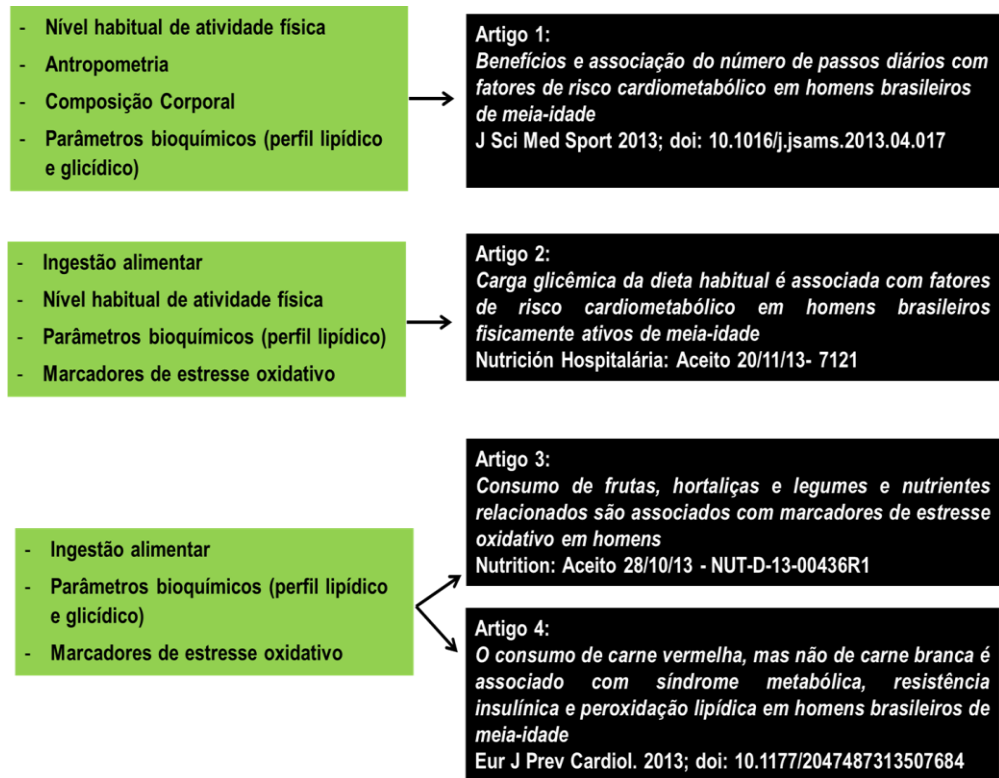 - Nível habitual de atividade física
- Antropometria
- Composição Corporal
- Parâmetros bioquímicos (perfil lipídico
e glicídico)
Artigo 1:
Benefícios e associação do número de passos diários com
fatores de risco cardiometabólico em homens brasileiros
de meia-idade
J Sci Med Sport 2013; doi: 10.1016/j.jsams.2013.04.017
- Ingestão alimentar
- Nível habitual de atividade física
- Parâmetros bioquímicos (perfil lipídico)
- Marcadores de estresse oxidativo
Artigo 2:
Carga glicêmica da dieta habitual é associada com fatores
de risco cardiometabólico em homens brasileiros
fisicamente ativos de meia-idade
Nutrición Hospitalária: Aceito 20/11/13- 7121
- Ingestão alimentar
- Parâmetros bioquímicos (perfil lipídico
e glicídico)
- Marcadores de estresse oxidativo
Artigo 3:
Consumo de frutas, hortaliças e legumes e nutrientes
relacionados são associados com marcadores de estresse
oxidativo em homens
Nutrition: Aceito 28/10/13 - NUT-D-13-00436R1
Artigo 4:
O consumo de carne vermelha, mas não de carne branca é
associado com síndrome metabólica, resistência
insulínica e peroxidação lipídica em homens brasileiros de
meia-idade
Eur J Prev Cardiol. 2013; doi: 10.1177/2047487313507684